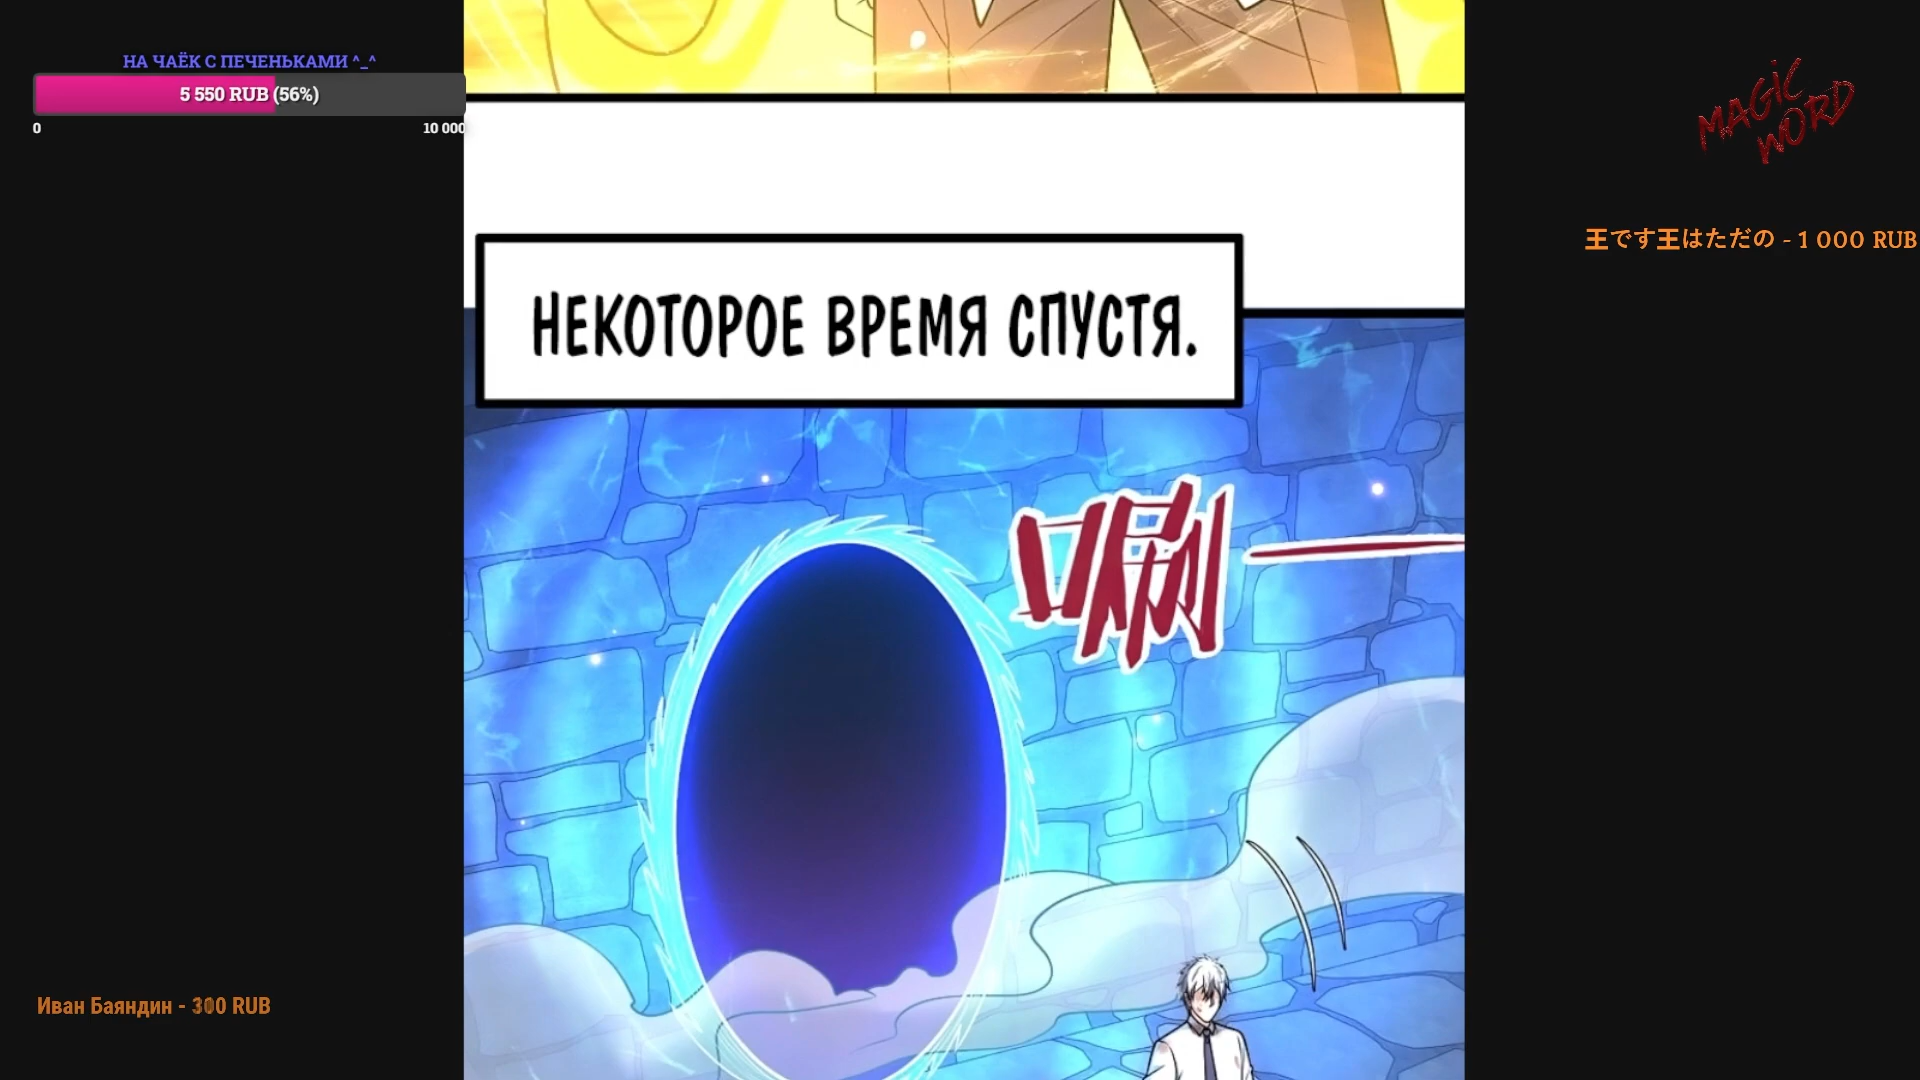 НА ЧАЁК С ПЕЧЕНЬКАМИ ^_^
5 550 RUB (56%)
0
10 000
MAGIC
WORD
王です王はただの - 1 000 RUB
НЕКОТОРОЕ ВРЕМЯ СПУСТЯ.
唰
Иван Баяндин - 300 RUB